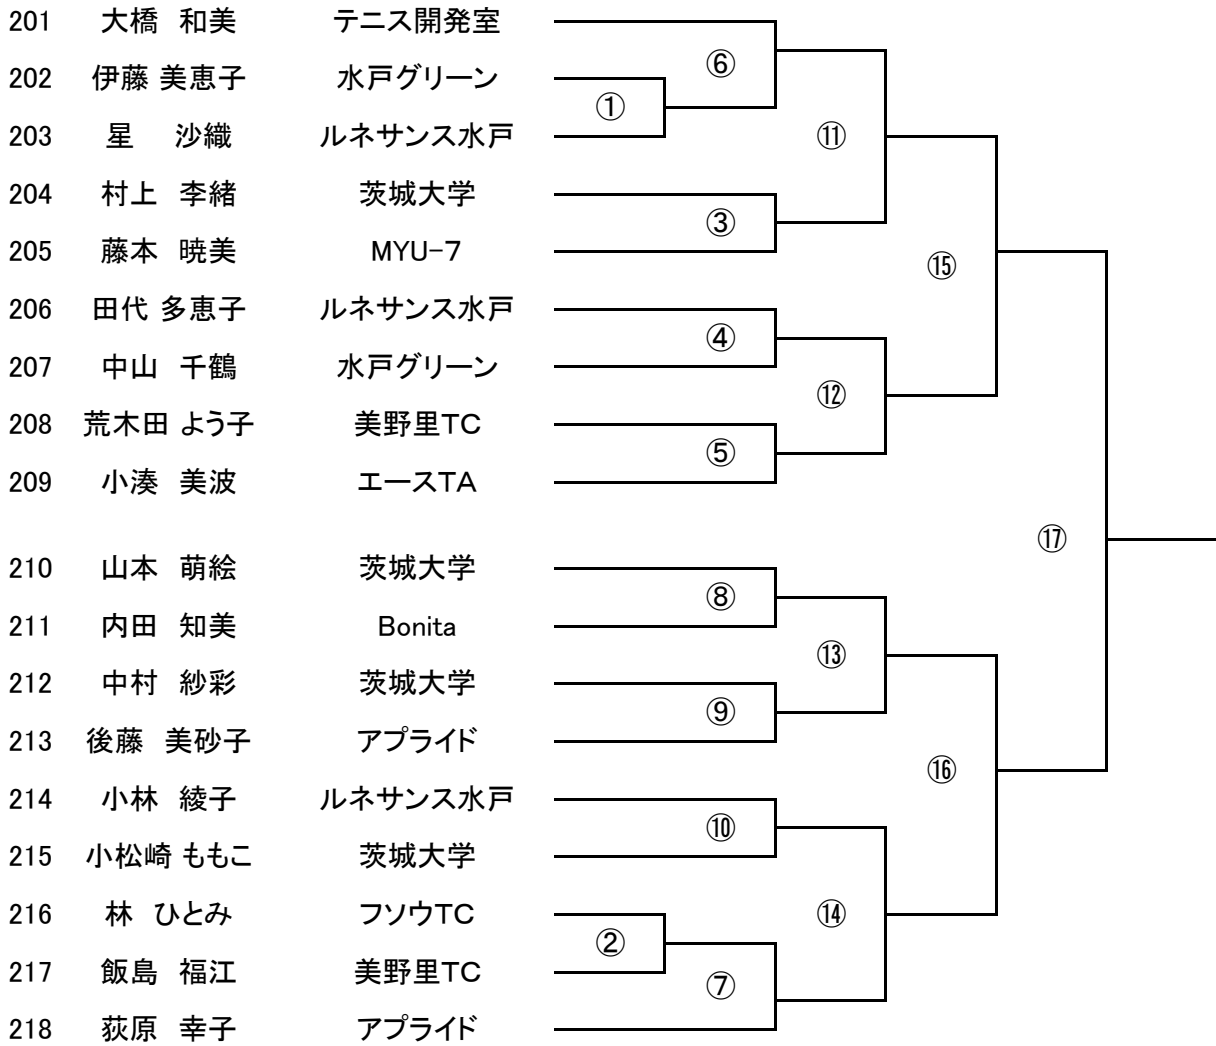 201 大橋 和美 テニス開発室
⑥
202 伊藤 美恵子 水戸グリーン
①
203 星 沙織 ルネサンス水戸
⑪
204 村上 李緒 茨城大学
③
205 藤本 暁美 MYU-7
⑮
206 田代 多恵子 ルネサンス水戸
④
207 中山 千鶴 水戸グリーン
⑫
208 荒木田 よう子 美野里TC
⑤
209 小湊 美波 エースTA
⑰
210 山本 萌絵 茨城大学
⑧
211 内田 知美 Bonita
⑬
212 中村 紗彩 茨城大学
⑨
213 後藤 美砂子 アプライド
⑯
214 小林 綾子 ルネサンス水戸
⑩
215 小松崎 ももこ 茨城大学
216 林 ひとみ フソウTC
⑭
②
217 飯島 福江 美野里TC
⑦
218 荻原 幸子 アプライド